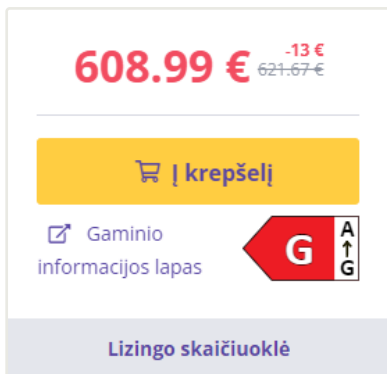 608.99 € -13 €
621.67 €
Į krepšelį
Gaminio
informacijos lapas
G
A
↑
G
Lizingo skaičiuoklė